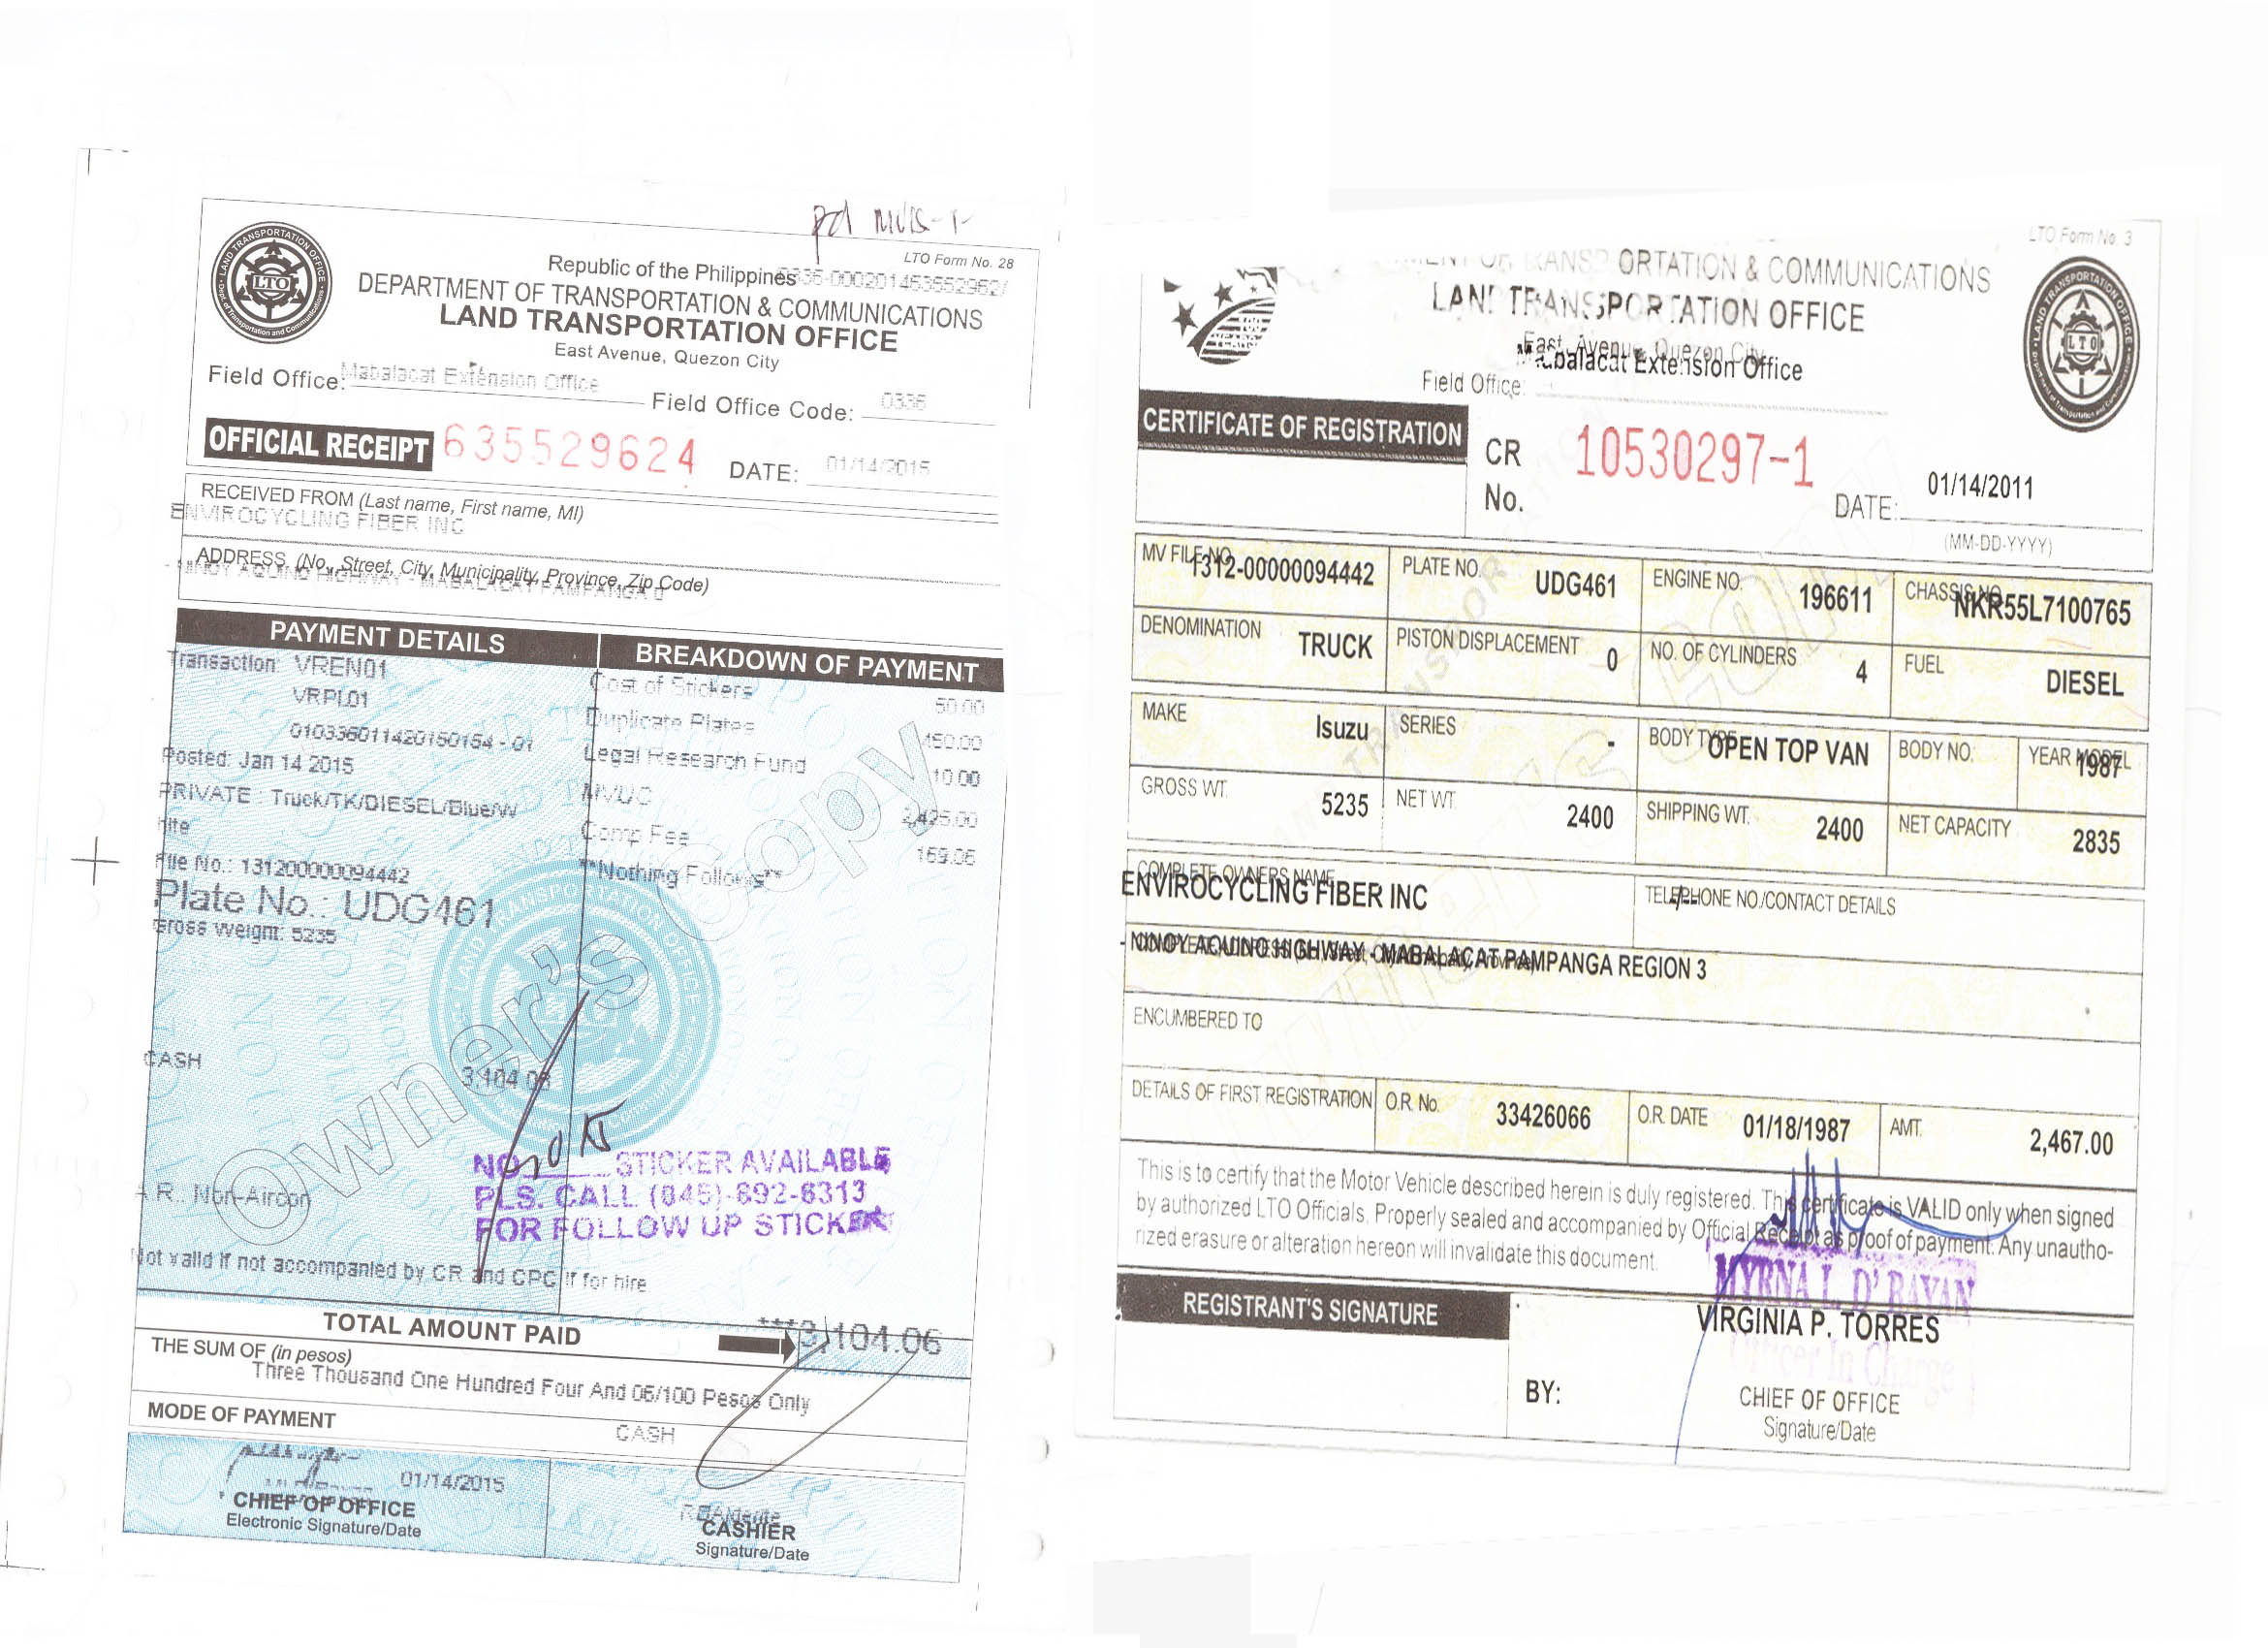 LTO Form No. 28
Republic of the Philippines
DEPARTMENT OF TRANSPORTATION & COMMUNICATIONS
LAND TRANSPORTATION OFFICE
East Avenue, Quezon City
Field Office: Mabalacat Extension Office Field Office Code: 0336
OFFICIAL RECEIPT 635529624 DATE: 01/14/2015
RECEIVED FROM (Last name, First name, MI)
ENVIROCYCLING FIBER INC
ADDRESS (No., Street, City, Municipality, Province, Zip Code)
NINOY AQUINO HIGHWAY - MABALACAT PAMPANGA
PAYMENT DETAILS BREAKDOWN OF PAYMENT
Transaction: VREN01
VRPL01
010336011420150154 - 01
Posted: Jan 14 2015
PRIVATE : Truck/TK/DIESEL/Blue/W
hite
File No.: 131200000094442
Plate No.: UDG461
Gross Weight: 5235
CASH 3,104.06
A.R.: Non-Aircon
Not valid if not accompanied by CR and CPC if for hire
Cost of Stickers 50.00
Duplicate Plates 450.00
Legal Research Fund 10.00
MVUC 2,425.00
Comp Fee 169.06
**Nothing Follows**
Owner's Copy
NO STICKER AVAILABLE
PLS. CALL (045)-892-6313
FOR FOLLOW UP STICKER
TOTAL AMOUNT PAID ***3,104.06
THE SUM OF (in pesos)
Three Thousand One Hundred Four And 06/100 Pesos Only
MODE OF PAYMENT CASH
01/14/2015
CHIEF OF OFFICE
Electronic Signature/Date
CASHIER
Signature/Date
LTO Form No. 3
ORTATION & COMMUNICATIONS
LAND TRANSPORTATION OFFICE
East Avenue, Quezon City
Field Office: Mabalacat Extension Office
CERTIFICATE OF REGISTRATION
CR No. 10530297-1
DATE: 01/14/2011
(MM-DD-YYYY)
MV FILE NO. 1312-00000094442 PLATE NO. UDG461 ENGINE NO. 196611 CHASSIS NO. NKR55L7100765
DENOMINATION TRUCK PISTON DISPLACEMENT 0 NO. OF CYLINDERS 4 FUEL DIESEL
MAKE Isuzu SERIES - BODY TYPE OPEN TOP VAN BODY NO. YEAR MODEL 1987
GROSS WT. 5235 NET WT. 2400 SHIPPING WT. 2400 NET CAPACITY 2835
COMPLETE OWNERS NAME
ENVIROCYCLING FIBER INC
TELEPHONE NO./CONTACT DETAILS
- NINOY AQUINO HIGHWAY - MABALACAT PAMPANGA REGION 3
ENCUMBERED TO
DETAILS OF FIRST REGISTRATION O.R. No. 33426066 O.R. DATE 01/18/1987 AMT. 2,467.00
This is to certify that the Motor Vehicle described herein is duly registered. This certificate is VALID only when signed
by authorized LTO Officials. Properly sealed and accompanied by Official Receipt as proof of payment. Any unautho-
rized erasure or alteration hereon will invalidate this document.
REGISTRANT'S SIGNATURE
MYRNA L. D' RAYAN
VIRGINIA P. TORRES
Officer In Charge
BY:
CHIEF OF OFFICE
Signature/Date